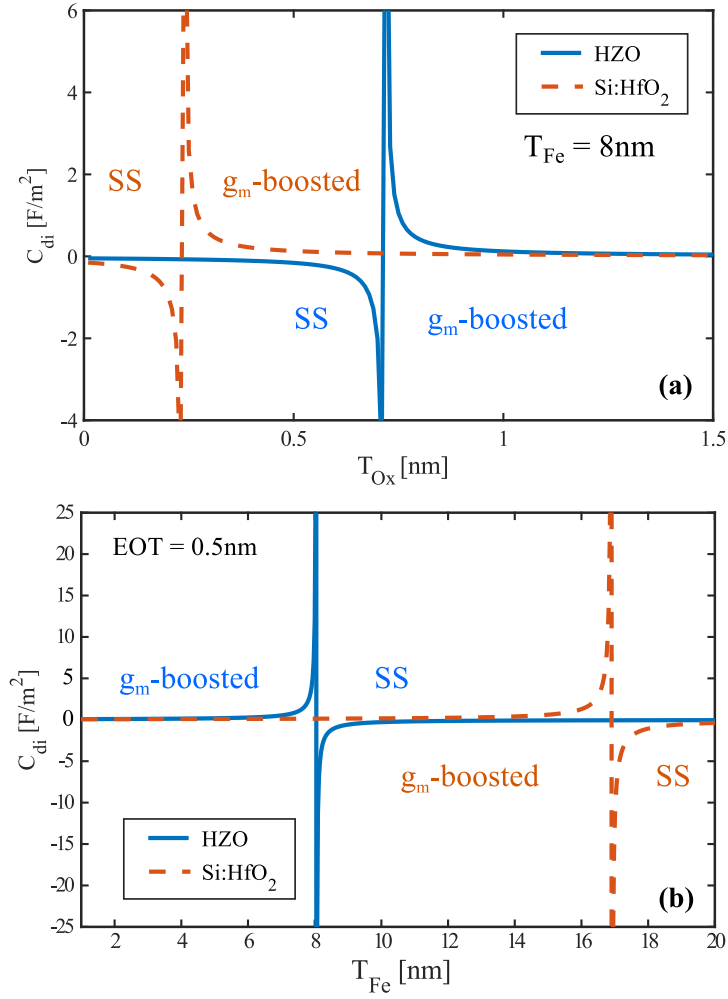 6
4
2
0
-2
-4
C_di [F/m²]
HZO
Si:HfO₂
T_Fe = 8nm
SS
g_m-boosted
SS
g_m-boosted
(a)
0
0.5
1
1.5
T_Ox [nm]
25
20
15
10
5
0
-5
-10
-15
-20
-25
C_di [F/m²]
EOT = 0.5nm
g_m-boosted
SS
g_m-boosted
SS
HZO
Si:HfO₂
(b)
2
4
6
8
10
12
14
16
18
20
T_Fe [nm]